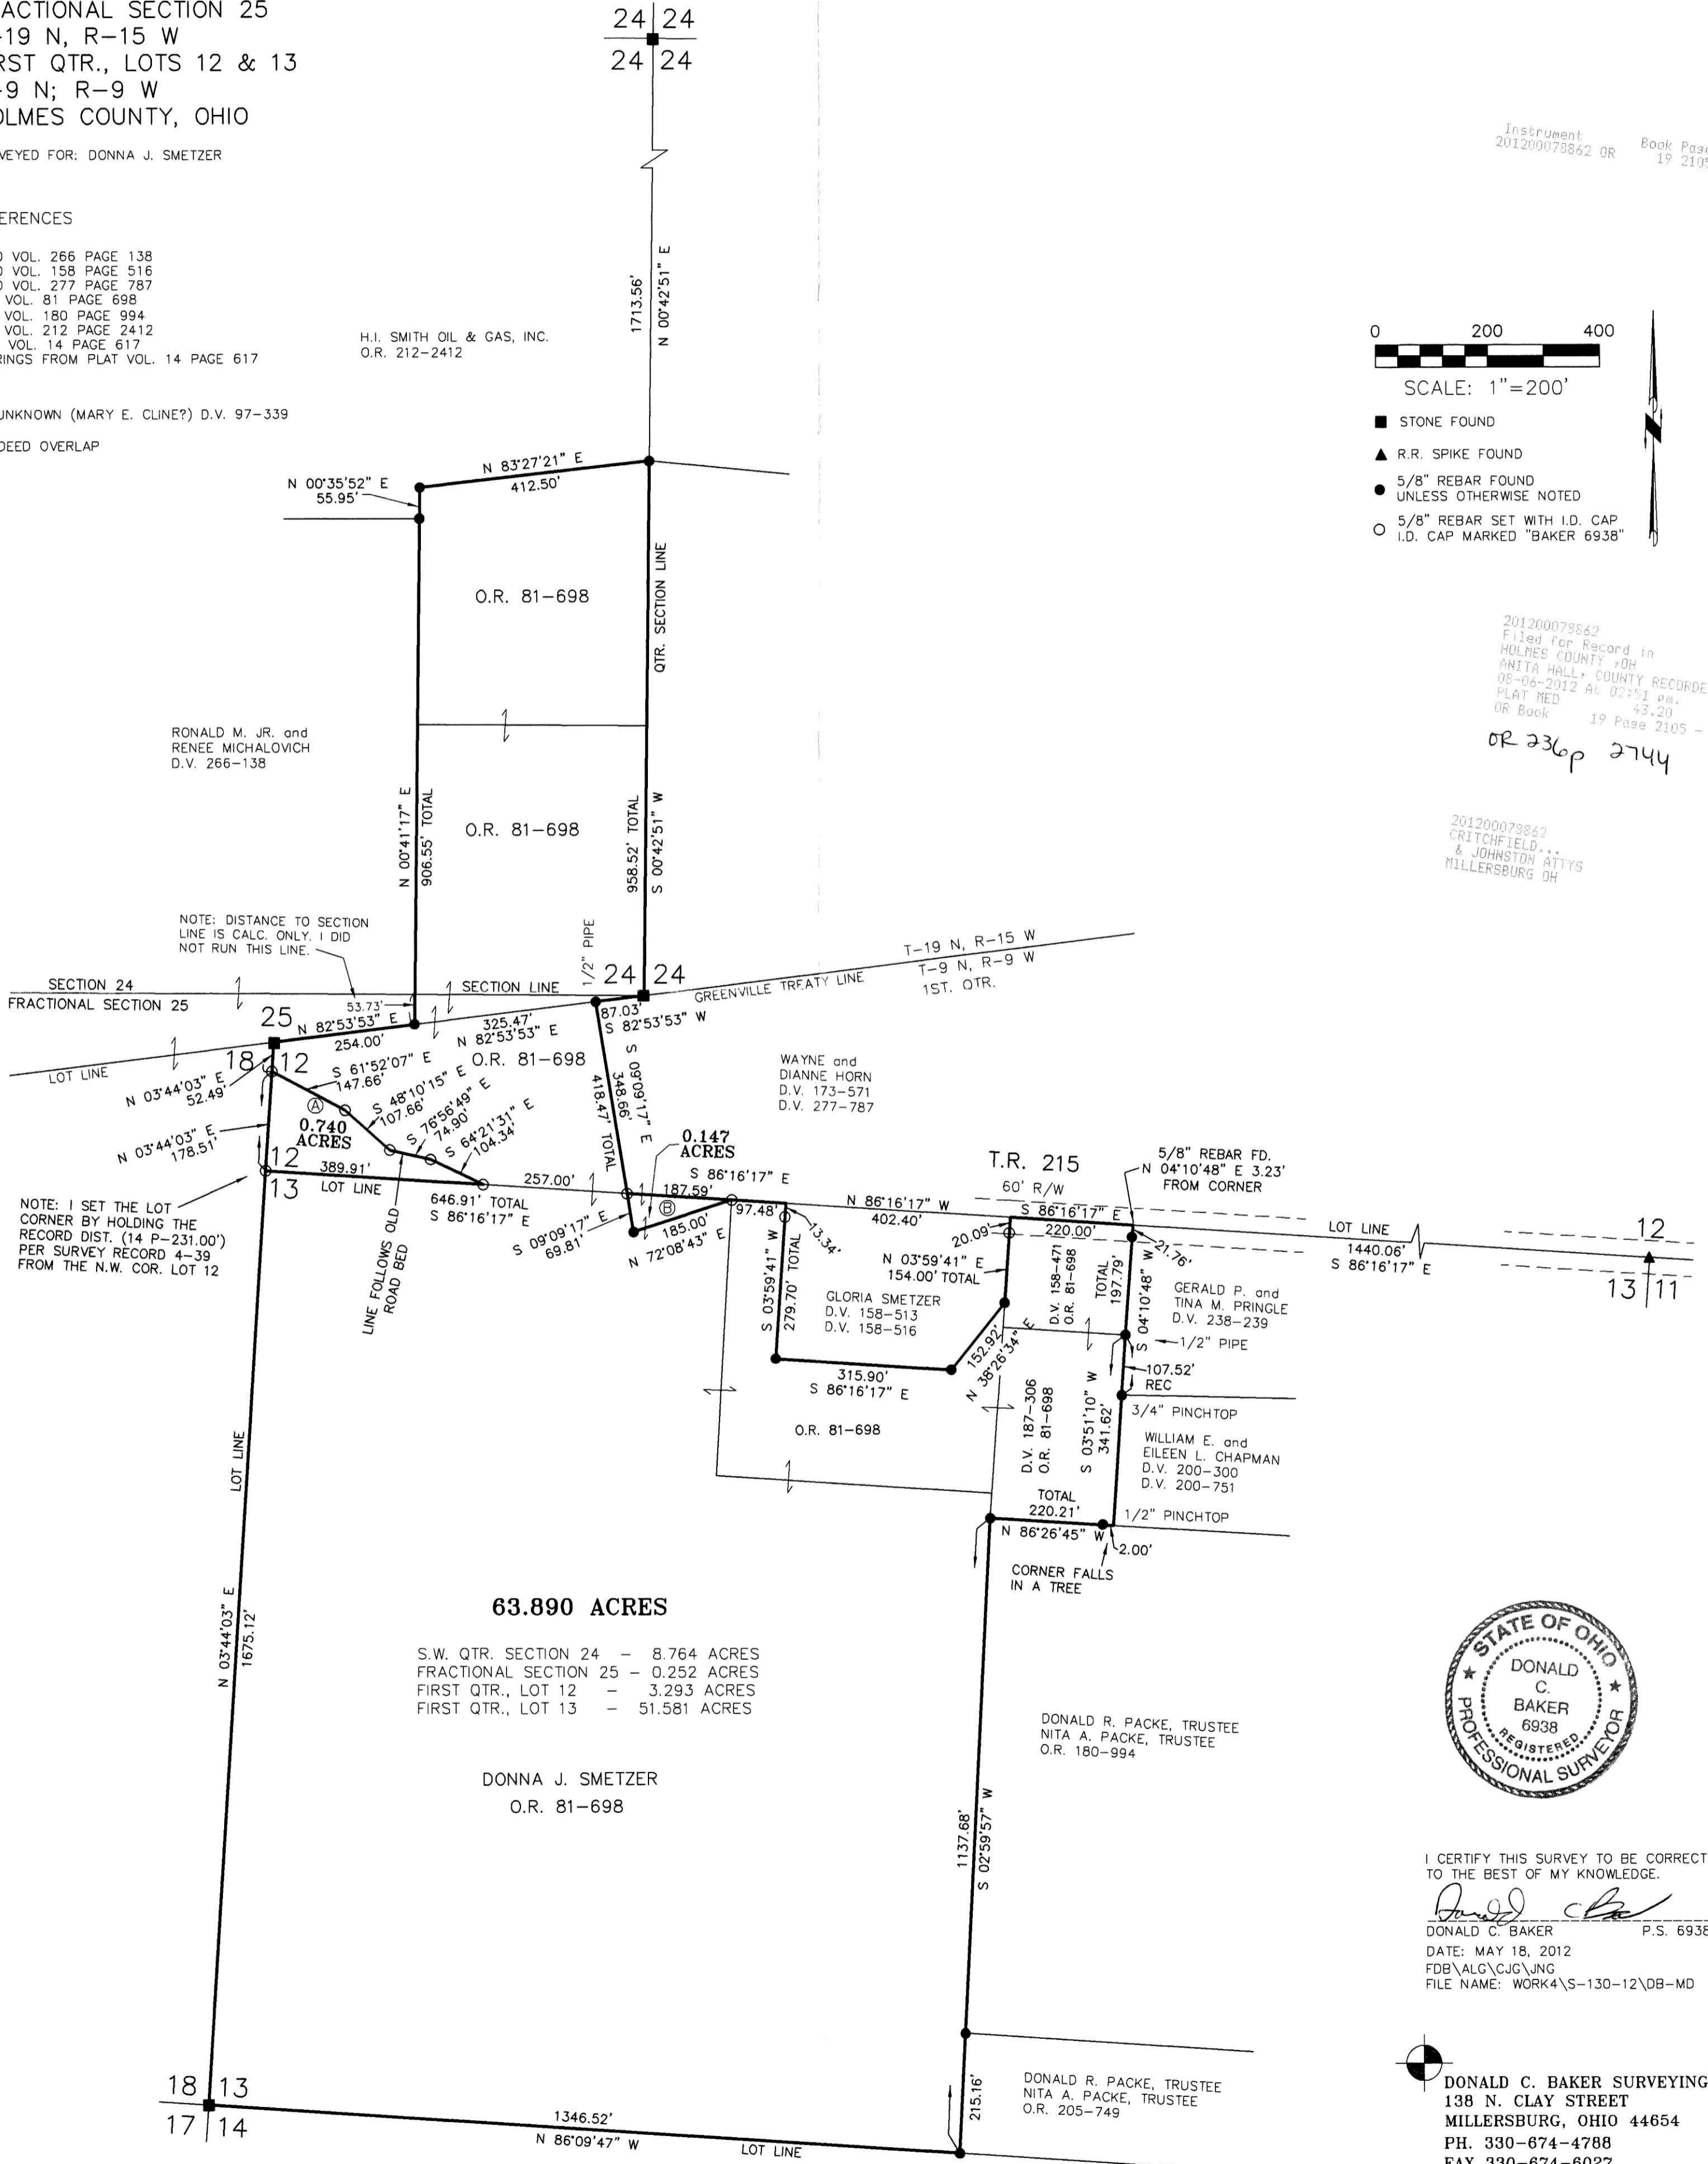 ACTIONAL SECTION 25
-19 N, R-15 W
RST QTR., LOTS 12 & 13
-9 N; R-9 W
OLMES COUNTY, OHIO
VEYED FOR: DONNA J. SMETZER
ERENCES
VOL. 266 PAGE 138
VOL. 158 PAGE 516
VOL. 277 PAGE 787
VOL. 81 PAGE 698
VOL. 180 PAGE 994
VOL. 212 PAGE 2412
VOL. 14 PAGE 617
RINGS FROM PLAT VOL. 14 PAGE 617
UNKNOWN (MARY E. CLINE?) D.V. 97-339
DEED OVERLAP
24 24
24 24
1713.56'
N 00°42'51" E
Instrument Book Page
201200078862 OR 19 2105
H.I. SMITH OIL & GAS, INC.
O.R. 212-2412
0 200 400
SCALE: 1"=200'
■ STONE FOUND
▲ R.R. SPIKE FOUND
● 5/8" REBAR FOUND
UNLESS OTHERWISE NOTED
○ 5/8" REBAR SET WITH I.D. CAP
I.D. CAP MARKED "BAKER 6938"
N
N 00°35'52" E
55.95'
N 83°27'21" E
412.50'
O.R. 81-698
QTR. SECTION LINE
201200078862
Filed for Record in
HOLMES COUNTY, OH
ANITA HALL, COUNTY RECORDE
08-06-2012 At 02:51 pm.
PLAT MED 43.20
OR Book 19 Page 2105 -
OR 236p 2744
201200078862
CRITCHFIELD...
& JOHNSTON ATTYS
MILLERSBURG OH
RONALD M. JR. and
RENEE MICHALOVICH
D.V. 266-138
N 00°41'17" E
906.55' TOTAL
O.R. 81-698
958.52' TOTAL
S 00°42'51" W
NOTE: DISTANCE TO SECTION
LINE IS CALC. ONLY. I DID
NOT RUN THIS LINE.
SECTION 24
FRACTIONAL SECTION 25
53.73'
SECTION LINE
1/2" PIPE
24 24
GREENVILLE TREATY LINE
T-19 N, R-15 W
T-9 N, R-9 W
1ST. QTR.
25
N 82°53'53" E
254.00'
325.47'
N 82°53'53" E
87.03'
S 82°53'53" W
LOT LINE
18 12
O.R. 81-698
N 03°44'03" E
52.49'
S 61°52'07" E
147.66'
S 48°10'15" E
107.66'
S 76°56'49" E
74.90'
S 64°21'31" E
104.34'
A
0.740
ACRES
N 03°44'03" E
178.51'
12
13
389.91'
LOT LINE
257.00'
646.91' TOTAL
S 86°16'17" E
418.47' TOTAL
348.66'
S 09°09'17" E
WAYNE and
DIANNE HORN
D.V. 173-571
D.V. 277-787
0.147
ACRES
S 86°16'17" E
187.59'
B
97.48'
S 09°09'17" E
69.81'
185.00'
N 72°08'43" E
NOTE: I SET THE LOT
CORNER BY HOLDING THE
RECORD DIST. (14 P-231.00')
PER SURVEY RECORD 4-39
FROM THE N.W. COR. LOT 12
LINE FOLLOWS OLD
ROAD BED
T.R. 215
60' R/W
5/8" REBAR FD.
N 04°10'48" E 3.23'
FROM CORNER
N 86°16'17" W
402.40'
13.34'
20.09'
S 86°16'17" E
220.00'
21.76'
LOT LINE
1440.06'
S 86°16'17" E
12
13 11
S 03°59'41" W
279.70' TOTAL
N 03°59'41" E
154.00' TOTAL
GLORIA SMETZER
D.V. 158-513
D.V. 158-516
152.92'
N 38°26'34" E
315.90'
S 86°16'17" E
D.V. 158-471
O.R. 81-698
TOTAL
197.79'
S 04°10'48" W
GERALD P. and
TINA M. PRINGLE
D.V. 238-239
1/2" PIPE
107.52'
REC
3/4" PINCHTOP
O.R. 81-698
D.V. 187-306
O.R. 81-698
S 03°51'10" W
341.62'
WILLIAM E. and
EILEEN L. CHAPMAN
D.V. 200-300
D.V. 200-751
TOTAL
220.21'
N 86°26'45" W
1/2" PINCHTOP
2.00'
CORNER FALLS
IN A TREE
LOT LINE
N 03°44'03" E
1675.12'
63.890 ACRES
S.W. QTR. SECTION 24 - 8.764 ACRES
FRACTIONAL SECTION 25 - 0.252 ACRES
FIRST QTR., LOT 12 - 3.293 ACRES
FIRST QTR., LOT 13 - 51.581 ACRES
DONNA J. SMETZER
O.R. 81-698
DONALD R. PACKE, TRUSTEE
NITA A. PACKE, TRUSTEE
O.R. 180-994
1137.68'
S 02°59'57" W
STATE OF OHIO
DONALD
C.
BAKER
6938
REGISTERED
PROFESSIONAL SURVEYOR
I CERTIFY THIS SURVEY TO BE CORRECT
TO THE BEST OF MY KNOWLEDGE.
DONALD C. BAKER P.S. 6938
DATE: MAY 18, 2012
FDB\ALG\CJG\JNG
FILE NAME: WORK4\S-130-12\DB-MD
DONALD R. PACKE, TRUSTEE
NITA A. PACKE, TRUSTEE
O.R. 205-749
215.16'
18 13
17 14
1346.52'
N 86°09'47" W
LOT LINE
DONALD C. BAKER SURVEYING
138 N. CLAY STREET
MILLERSBURG, OHIO 44654
PH. 330-674-4788
FAX 330-674-6027